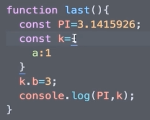 function last(){
  const PI=3.1415926;
  const k={
    a:1
  }
  k.b=3;
  console.log(PI,k);
}